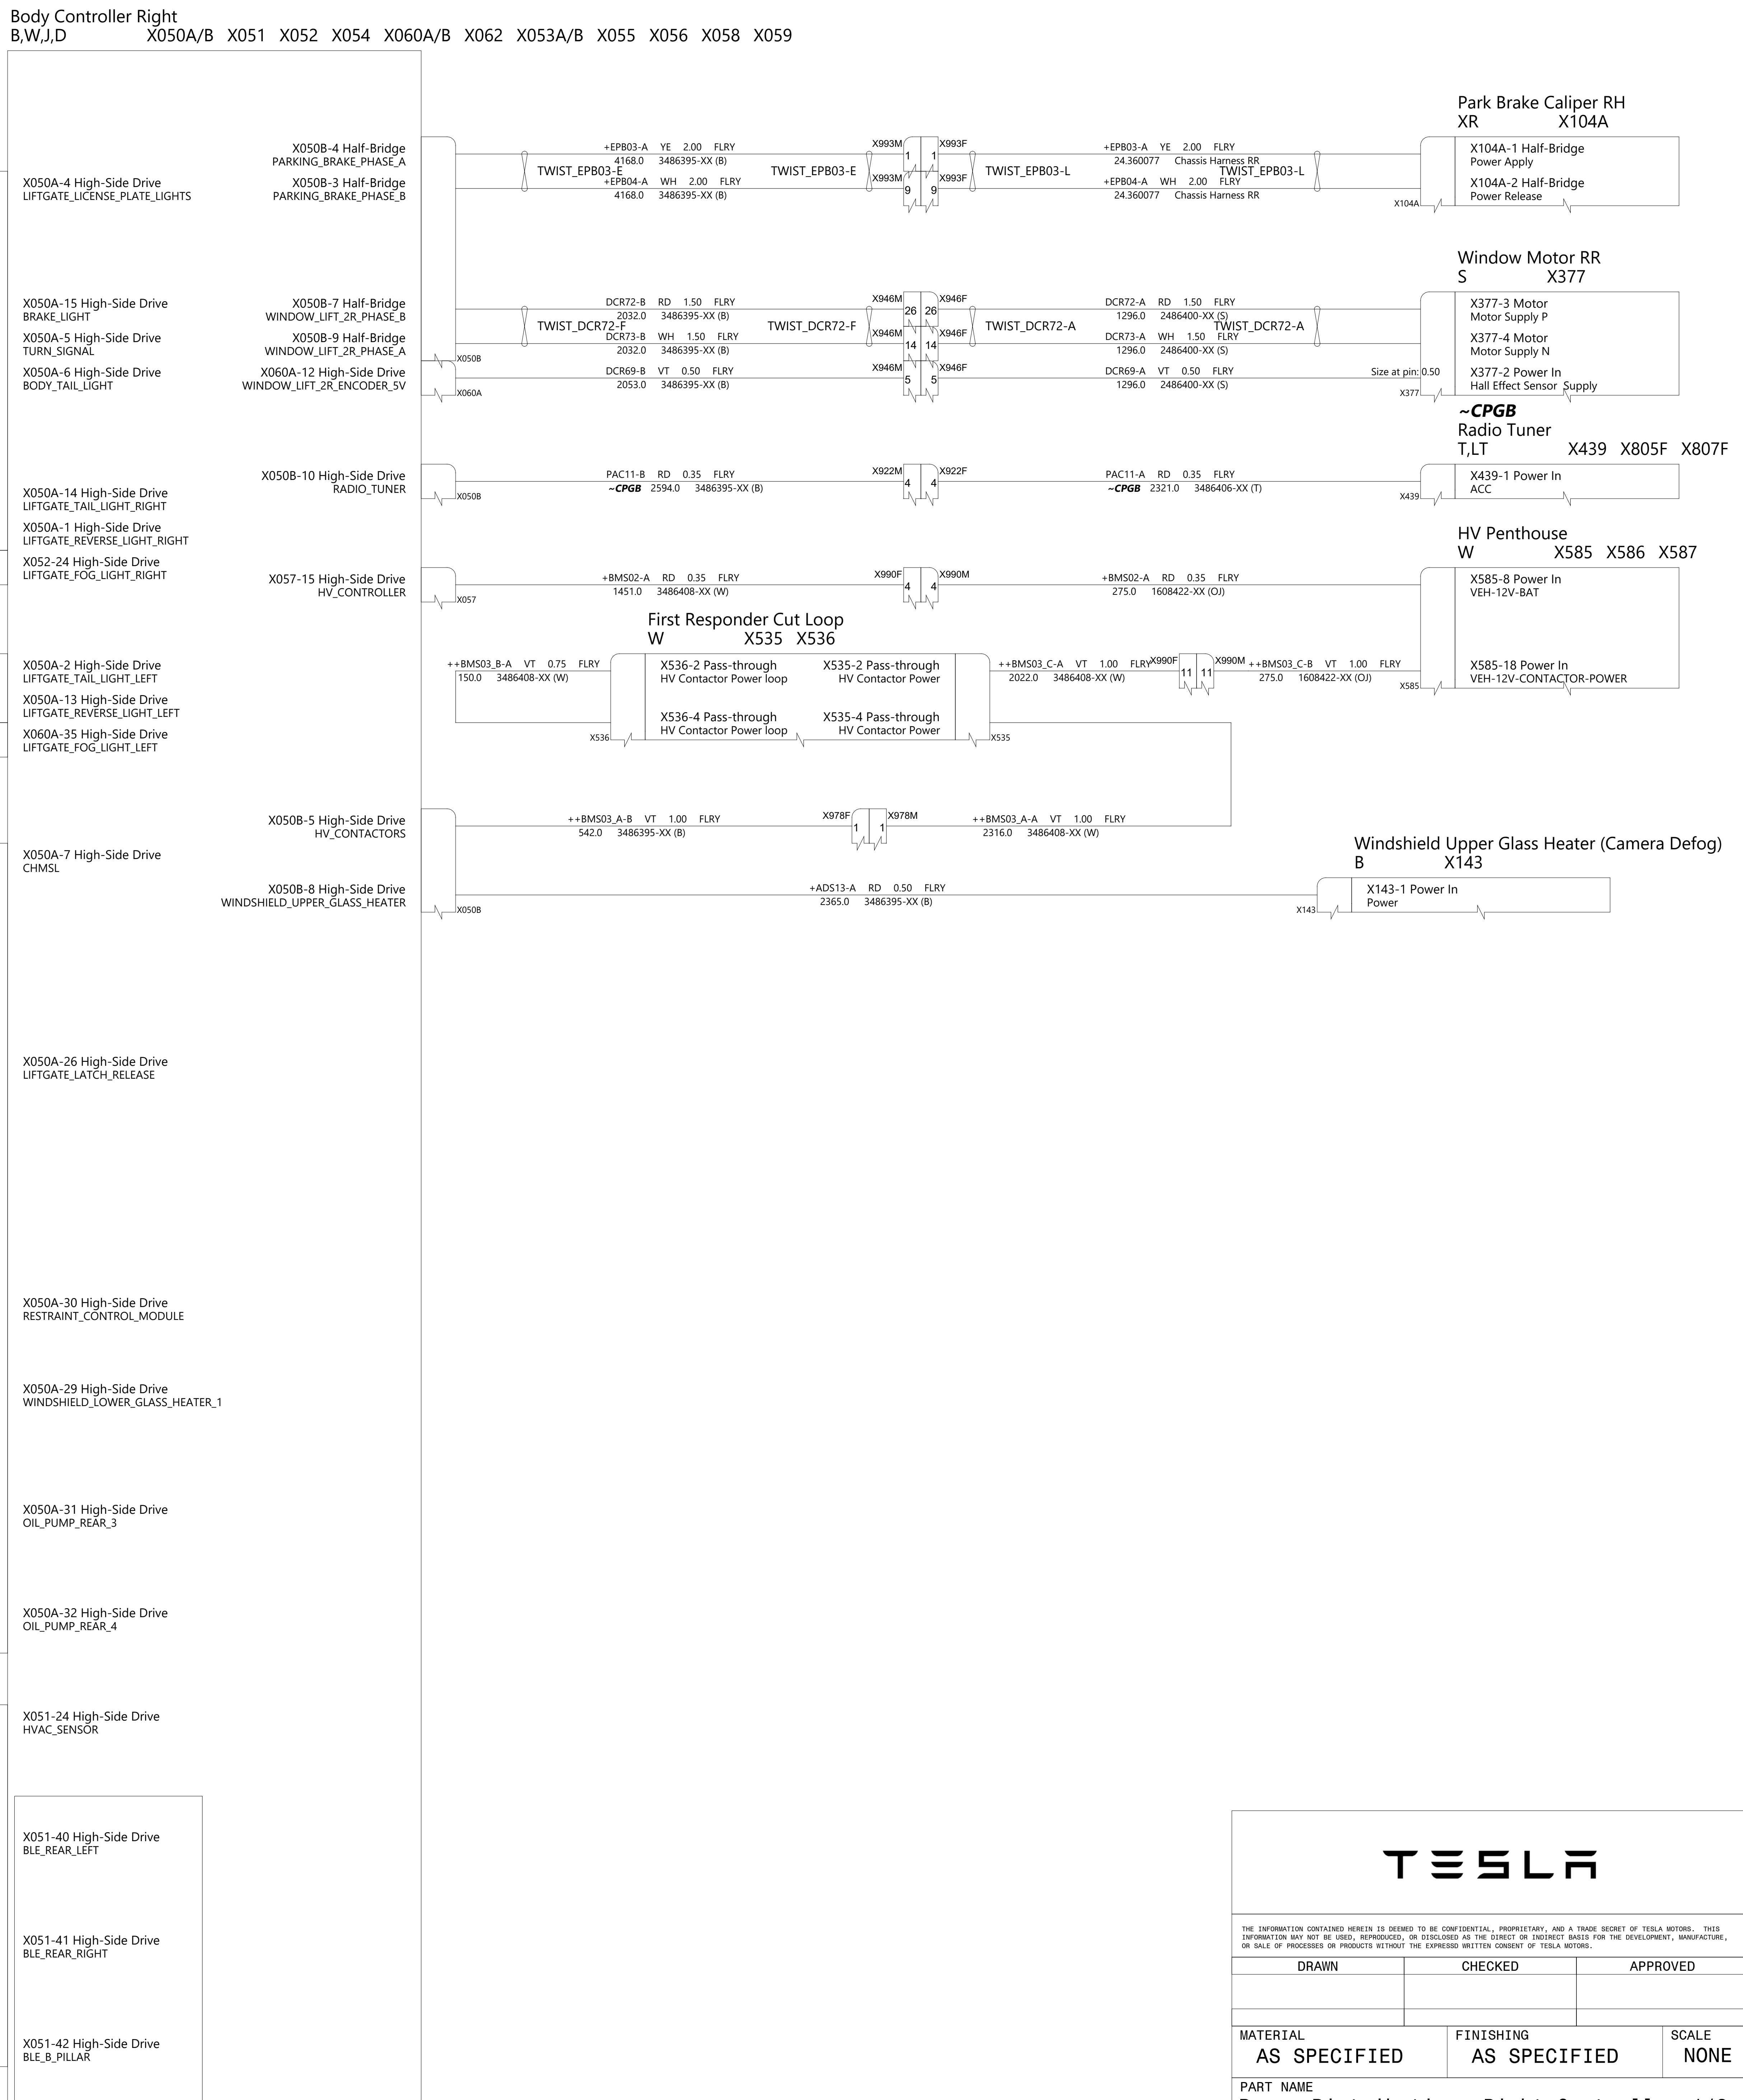 Body Controller Right
B,W,J,D X050A/B X051 X052 X054 X060A/B X062 X053A/B X055 X056 X058 X059
X050A-4 High-Side Drive
LIFTGATE_LICENSE_PLATE_LIGHTS
X050A-15 High-Side Drive
BRAKE_LIGHT
X050A-5 High-Side Drive
TURN_SIGNAL
X050A-6 High-Side Drive
BODY_TAIL_LIGHT
X050A-14 High-Side Drive
LIFTGATE_TAIL_LIGHT_RIGHT
X050A-1 High-Side Drive
LIFTGATE_REVERSE_LIGHT_RIGHT
X052-24 High-Side Drive
LIFTGATE_FOG_LIGHT_RIGHT
X050A-2 High-Side Drive
LIFTGATE_TAIL_LIGHT_LEFT
X050A-13 High-Side Drive
LIFTGATE_REVERSE_LIGHT_LEFT
X060A-35 High-Side Drive
LIFTGATE_FOG_LIGHT_LEFT
X050A-7 High-Side Drive
CHMSL
X050A-26 High-Side Drive
LIFTGATE_LATCH_RELEASE
X050A-30 High-Side Drive
RESTRAINT_CONTROL_MODULE
X050A-29 High-Side Drive
WINDSHIELD_LOWER_GLASS_HEATER_1
X050A-31 High-Side Drive
OIL_PUMP_REAR_3
X050A-32 High-Side Drive
OIL_PUMP_REAR_4
X051-24 High-Side Drive
HVAC_SENSOR
X051-40 High-Side Drive
BLE_REAR_LEFT
X051-41 High-Side Drive
BLE_REAR_RIGHT
X051-42 High-Side Drive
BLE_B_PILLAR
X050B-4 Half-Bridge
PARKING_BRAKE_PHASE_A
X050B-3 Half-Bridge
PARKING_BRAKE_PHASE_B
X050B-7 Half-Bridge
WINDOW_LIFT_2R_PHASE_B
X050B-9 Half-Bridge
WINDOW_LIFT_2R_PHASE_A
X050B
X060A-12 High-Side Drive
WINDOW_LIFT_2R_ENCODER_5V
X060A
X050B-10 High-Side Drive
RADIO_TUNER
X050B
X057-15 High-Side Drive
HV_CONTROLLER
X057
X050B-5 High-Side Drive
HV_CONTACTORS
X050B-8 High-Side Drive
WINDSHIELD_UPPER_GLASS_HEATER
X050B
+EPB03-A YE 2.00 FLRY
4168.0 3486395-XX (B)
TWIST_EPB03-E TWIST_EPB03-E
+EPB04-A WH 2.00 FLRY
4168.0 3486395-XX (B)
X993M 1 1 X993F
X993M 9 9 X993F
+EPB03-A YE 2.00 FLRY
24.360077 Chassis Harness RR
TWIST_EPB03-L TWIST_EPB03-L
+EPB04-A WH 2.00 FLRY
24.360077 Chassis Harness RR
Park Brake Caliper RH
XR X104A
X104A-1 Half-Bridge
Power Apply
X104A-2 Half-Bridge
Power Release
X104A
DCR72-B RD 1.50 FLRY
2032.0 3486395-XX (B)
TWIST_DCR72-F TWIST_DCR72-F
DCR73-B WH 1.50 FLRY
2032.0 3486395-XX (B)
DCR69-B VT 0.50 FLRY
2053.0 3486395-XX (B)
X946M 26 26 X946F
X946M 14 14 X946F
X946M 5 5 X946F
DCR72-A RD 1.50 FLRY
1296.0 2486400-XX (S)
TWIST_DCR72-A TWIST_DCR72-A
DCR73-A WH 1.50 FLRY
1296.0 2486400-XX (S)
DCR69-A VT 0.50 FLRY
1296.0 2486400-XX (S)
Size at pin: 0.50
Window Motor RR
S X377
X377-3 Motor
Motor Supply P
X377-4 Motor
Motor Supply N
X377-2 Power In
Hall Effect Sensor Supply
X377
PAC11-B RD 0.35 FLRY
~CPGB 2594.0 3486395-XX (B)
X922M 4 4 X922F
PAC11-A RD 0.35 FLRY
~CPGB 2321.0 3486406-XX (T)
~CPGB
Radio Tuner
T,LT X439 X805F X807F
X439-1 Power In
ACC
X439
+BMS02-A RD 0.35 FLRY
1451.0 3486408-XX (W)
X990F 4 4 X990M
+BMS02-A RD 0.35 FLRY
275.0 1608422-XX (OJ)
HV Penthouse
W X585 X586 X587
X585-8 Power In
VEH-12V-BAT
X585-18 Power In
VEH-12V-CONTACTOR-POWER
X585
First Responder Cut Loop
W X535 X536
++BMS03_B-A VT 0.75 FLRY
150.0 3486408-XX (W)
X536-2 Pass-through
HV Contactor Power loop
X536-4 Pass-through
HV Contactor Power loop
X536
X535-2 Pass-through
HV Contactor Power
X535-4 Pass-through
HV Contactor Power
X535
++BMS03_C-A VT 1.00 FLRY
2022.0 3486408-XX (W)
X990F 11 11 X990M
++BMS03_C-B VT 1.00 FLRY
275.0 1608422-XX (OJ)
++BMS03_A-B VT 1.00 FLRY
542.0 3486395-XX (B)
X978F 1 1 X978M
++BMS03_A-A VT 1.00 FLRY
2316.0 3486408-XX (W)
+ADS13-A RD 0.50 FLRY
2365.0 3486395-XX (B)
Windshield Upper Glass Heater (Camera Defog)
B X143
X143-1 Power In
Power
X143
TESLA
THE INFORMATION CONTAINED HEREIN IS DEEMED TO BE CONFIDENTIAL, PROPRIETARY, AND A TRADE SECRET OF TESLA MOTORS. THIS
INFORMATION MAY NOT BE USED, REPRODUCED, OR DISCLOSED AS THE DIRECT OR INDIRECT BASIS FOR THE DEVELOPMENT, MANUFACTURE,
OR SALE OF PROCESSES OR PRODUCTS WITHOUT THE EXPRESSD WRITTEN CONSENT OF TESLA MOTORS.
DRAWN CHECKED APPROVED
MATERIAL FINISHING SCALE
AS SPECIFIED AS SPECIFIED NONE
PART NAME